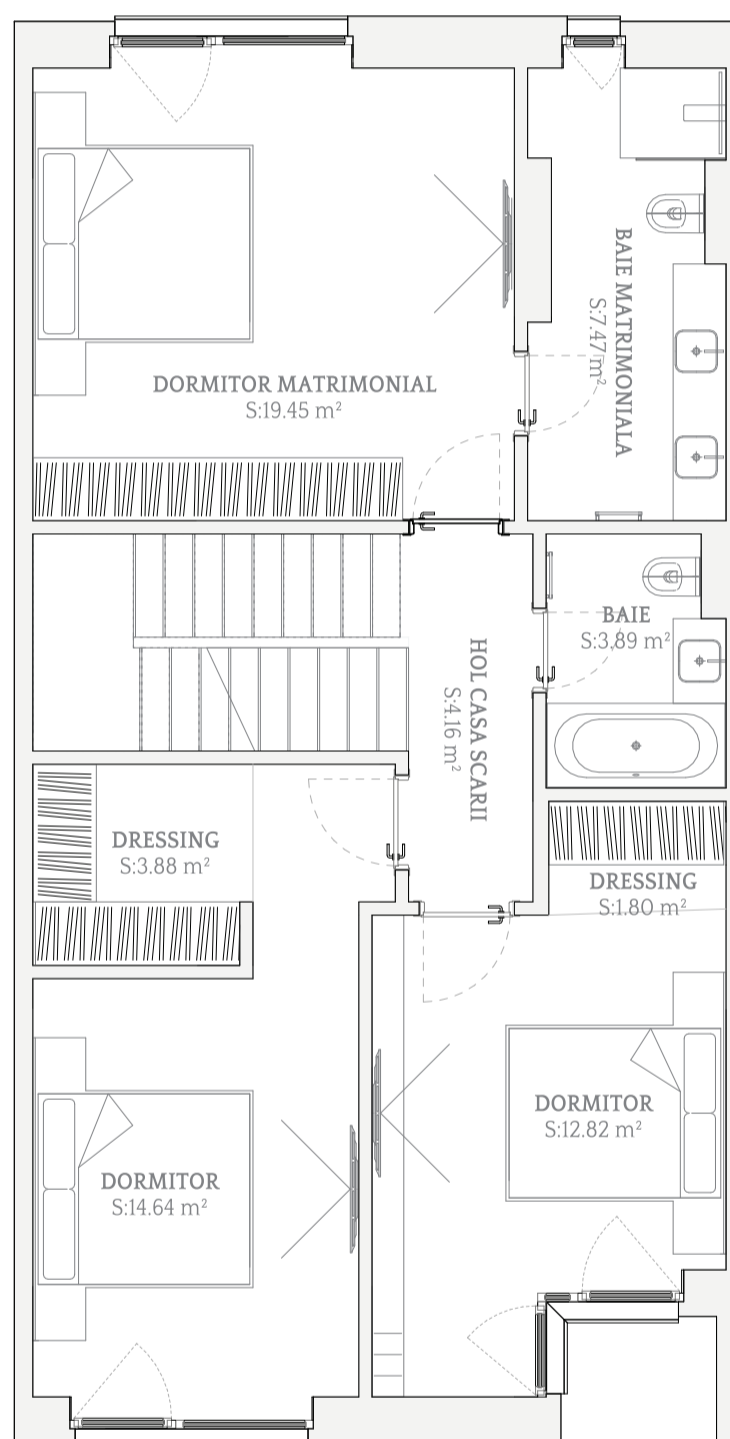 DORMITOR MATRIMONIAL
S:19.45 m²
BAIE MATRIMONIALA
S:7.47 m²
BAIE
S:3.89 m²
HOL CASA SCARII
S:4.16 m²
DRESSING
S:3.88 m²
DRESSING
S:1.80 m²
DORMITOR
S:12.82 m²
DORMITOR
S:14.64 m²